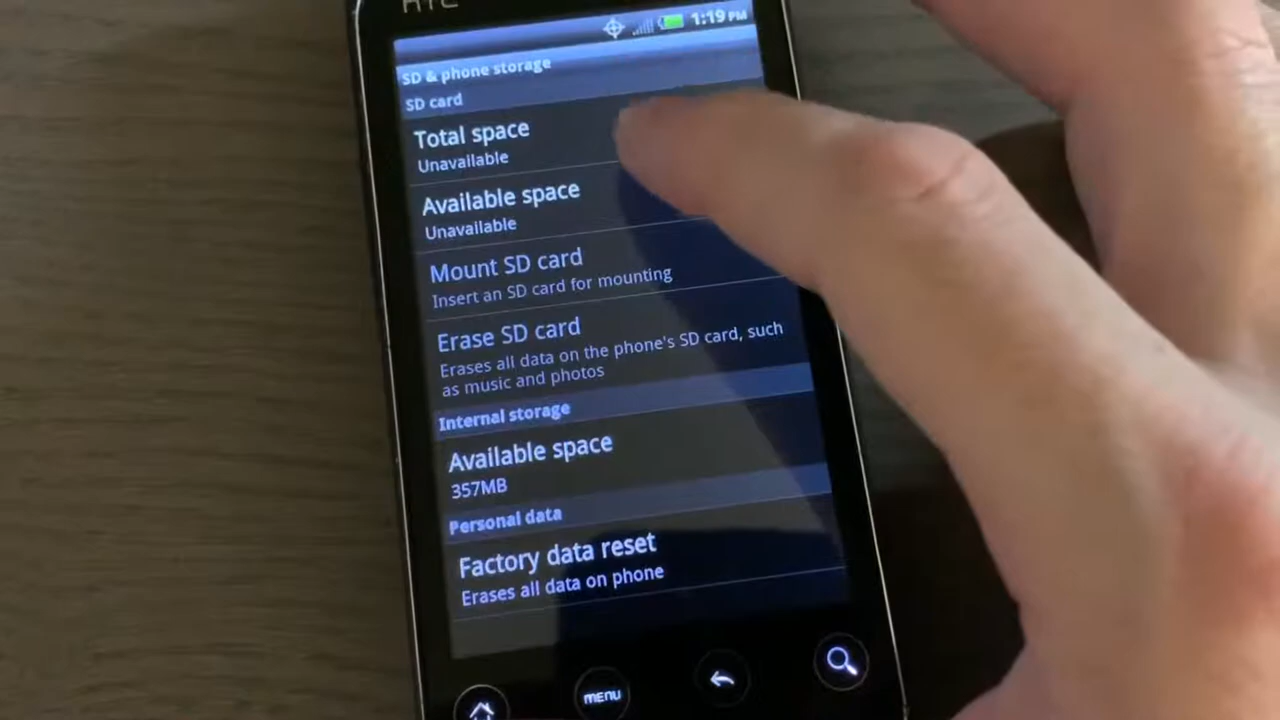 HTC
1:19 PM
SD & phone storage
SD card
Total space
Unavailable
Available space
Unavailable
Mount SD card
Insert an SD card for mounting
Erase SD card
Erases all data on the phone's SD card, such
as music and photos
Internal storage
Available space
357MB
Personal data
Factory data reset
Erases all data on phone
MENU